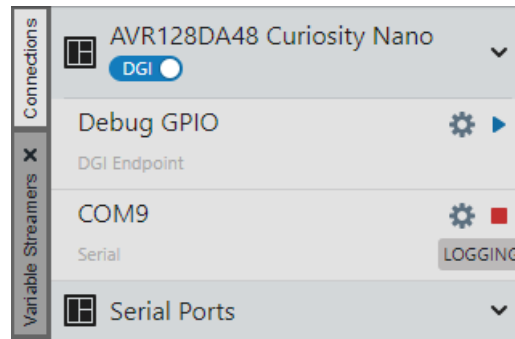 Connections
Variable Streamers ×
AVR128DA48 Curiosity Nano
DGI
Debug GPIO
DGI Endpoint
COM9
Serial
LOGGING
Serial Ports